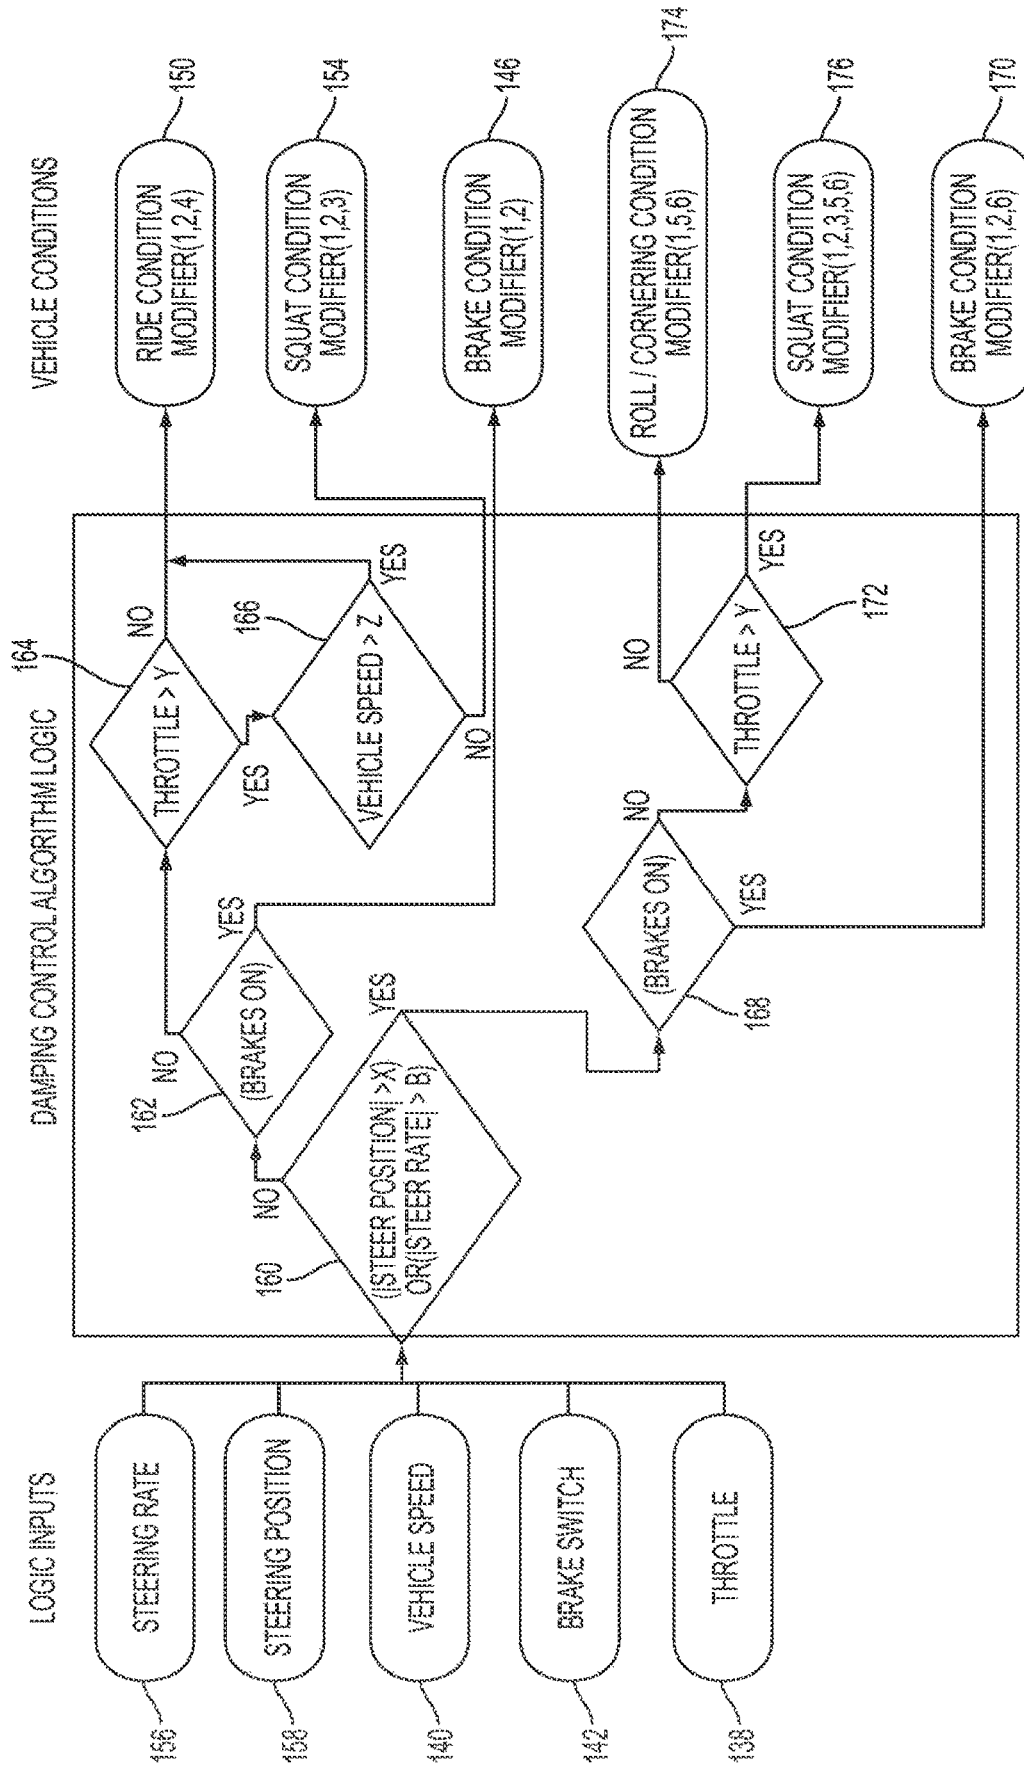 LOGIC INPUTS
156
STEERING RATE
158
STEERING POSITION
140
VEHICLE SPEED
142
BRAKE SWITCH
138
THROTTLE
DAMPING CONTROL ALGORITHM LOGIC
160
(|STEER POSITION| >X)
OR(|STEER RATE| > B)
NO
YES
162
(BRAKES ON)
NO
YES
164
THROTTLE > Y
NO
YES
166
VEHICLE SPEED > Z
YES
NO
168
(BRAKES ON)
NO
YES
172
THROTTLE > Y
NO
YES
VEHICLE CONDITIONS
RIDE CONDITION
MODIFIER(1,2,4)
150
SQUAT CONDITION
MODIFIER(1,2,3)
154
BRAKE CONDITION
MODIFIER(1,2)
146
ROLL / CORNERING CONDITION
MODIFIER(1,5,6)
174
SQUAT CONDITION
MODIFIER(1,2,3,5,6)
176
BRAKE CONDITION
MODIFIER(1,2,6)
170